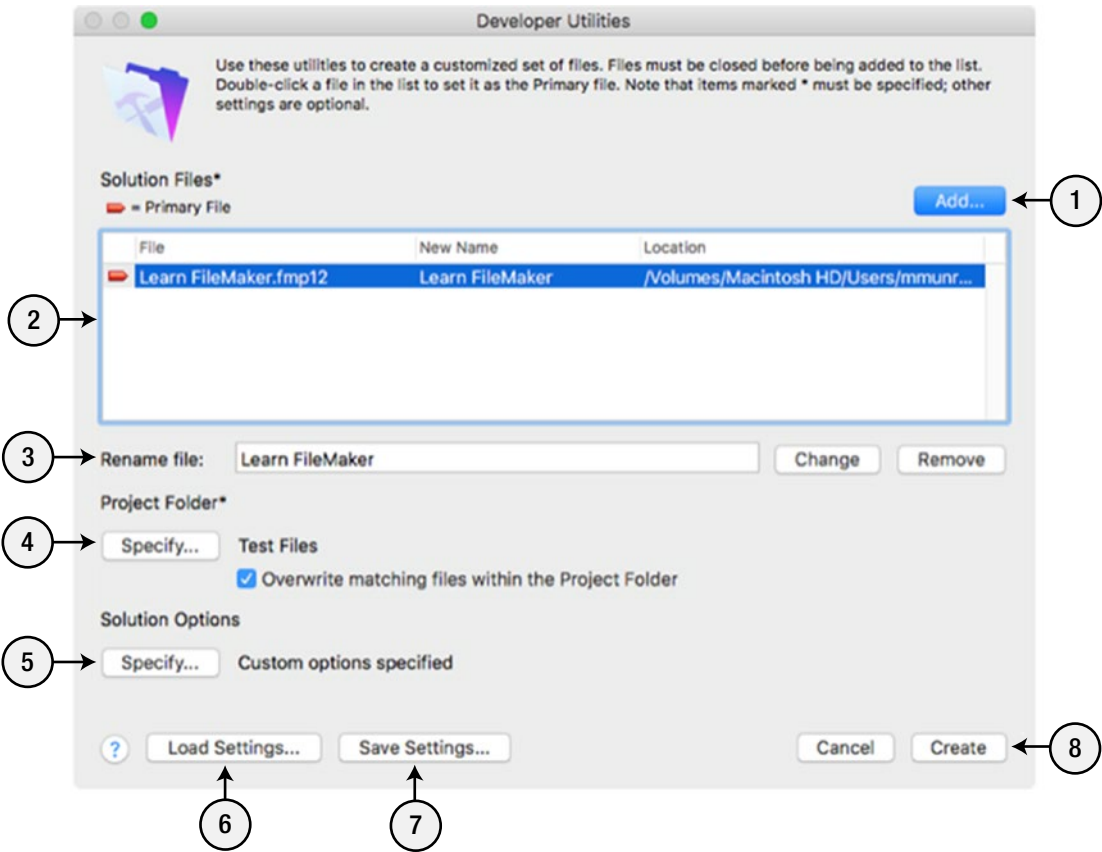 Developer Utilities
Use these utilities to create a customized set of files. Files must be closed before being added to the list.
Double-click a file in the list to set it as the Primary file. Note that items marked * must be specified; other
settings are optional.
Solution Files*
= Primary File
Add...
1
File New Name Location
Learn FileMaker.fmp12 Learn FileMaker /Volumes/Macintosh HD/Users/mmunr...
2
3
Rename file: Learn FileMaker Change Remove
Project Folder*
4
Specify... Test Files
Overwrite matching files within the Project Folder
Solution Options
5
Specify... Custom options specified
? Load Settings... Save Settings... Cancel Create
8
6
7